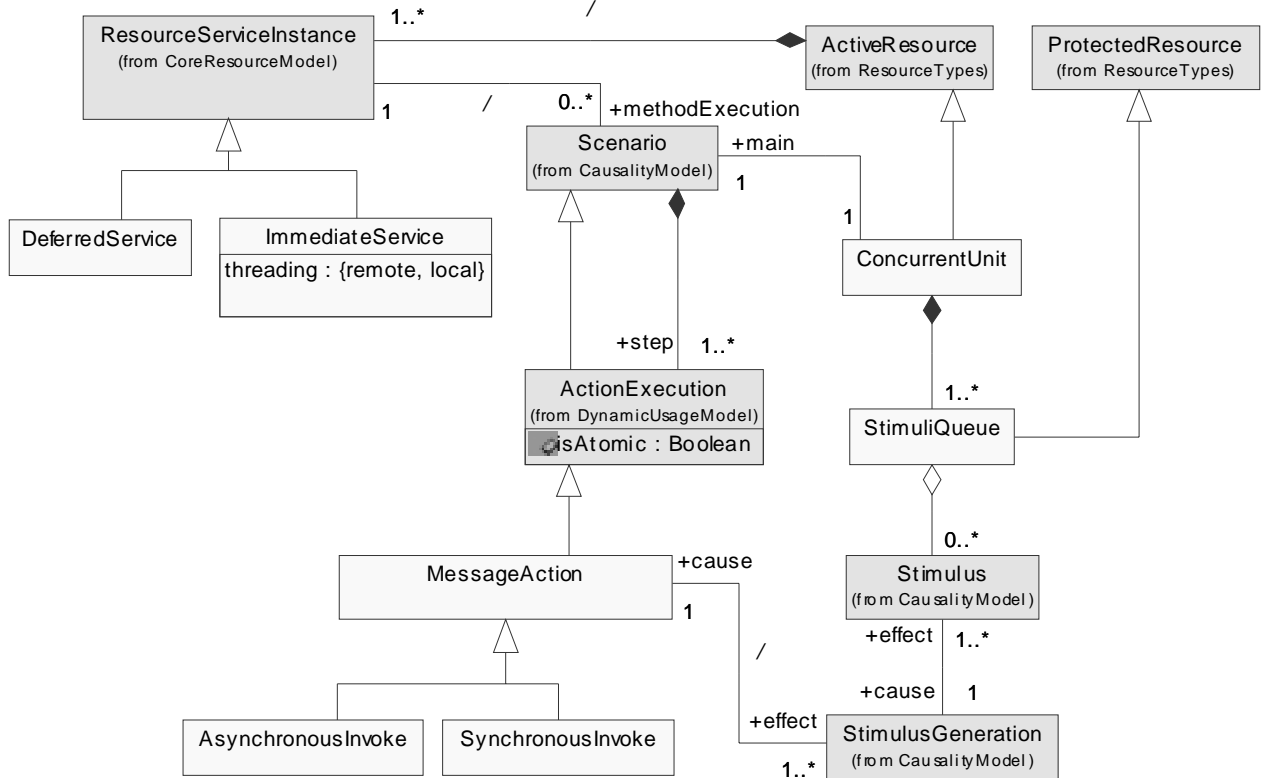 1..*
/
ResourceServiceInstance
(from CoreResourceModel)
ActiveResource
(from ResourceTypes)
ProtectedResource
(from ResourceTypes)
1
/
0..*
+methodExecution
Scenario
(from CausalityModel)
+main
1
1
DeferredService
ImmediateService
threading : {remote, local}
ConcurrentUnit
+step
1..*
ActionExecution
(from DynamicUsageModel)
isAtomic : Boolean
1..*
StimuliQueue
0..*
MessageAction
+cause
1
Stimulus
(from CausalityModel)
+effect
1..*
/
+cause
1
AsynchronousInvoke
SynchronousInvoke
+effect
1..*
StimulusGeneration
(from CausalityModel)